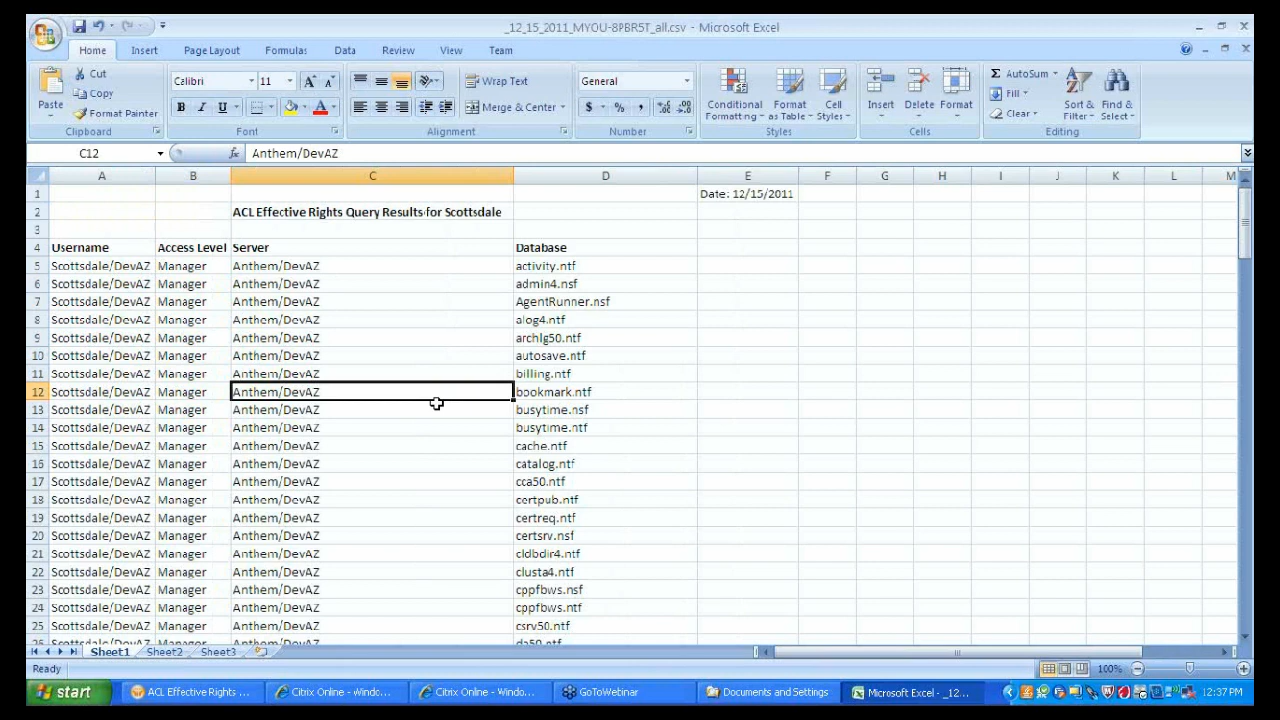 _12_15_2011_MYOU-8PBR5T_all.csv - Microsoft Excel
Home Insert Page Layout Formulas Data Review View Team
Paste Cut Calibri 11 Wrap Text General Conditional Formatting Format as Table Cell Styles Insert Delete Format AutoSum Sort & Filter Find & Select
Copy Fill
Format Painter Merge & Center Clear
Clipboard Font Alignment Number Styles Cells Editing
C12 fx Anthem/DevAZ
A B C D E F G H I J K L M
1 Date: 12/15/2011
2 ACL Effective Rights Query Results for Scottsdale
3
4 Username Access Level Server Database
5 Scottsdale/DevAZ Manager Anthem/DevAZ activity.ntf
6 Scottsdale/DevAZ Manager Anthem/DevAZ admin4.nsf
7 Scottsdale/DevAZ Manager Anthem/DevAZ AgentRunner.nsf
8 Scottsdale/DevAZ Manager Anthem/DevAZ alog4.ntf
9 Scottsdale/DevAZ Manager Anthem/DevAZ archlg50.ntf
10 Scottsdale/DevAZ Manager Anthem/DevAZ autosave.ntf
11 Scottsdale/DevAZ Manager Anthem/DevAZ billing.ntf
12 Scottsdale/DevAZ Manager Anthem/DevAZ bookmark.ntf
13 Scottsdale/DevAZ Manager Anthem/DevAZ busytime.nsf
14 Scottsdale/DevAZ Manager Anthem/DevAZ busytime.ntf
15 Scottsdale/DevAZ Manager Anthem/DevAZ cache.ntf
16 Scottsdale/DevAZ Manager Anthem/DevAZ catalog.ntf
17 Scottsdale/DevAZ Manager Anthem/DevAZ cca50.ntf
18 Scottsdale/DevAZ Manager Anthem/DevAZ certpub.ntf
19 Scottsdale/DevAZ Manager Anthem/DevAZ certreq.ntf
20 Scottsdale/DevAZ Manager Anthem/DevAZ certsrv.nsf
21 Scottsdale/DevAZ Manager Anthem/DevAZ cldbdir4.ntf
22 Scottsdale/DevAZ Manager Anthem/DevAZ clusta4.ntf
23 Scottsdale/DevAZ Manager Anthem/DevAZ cppfbws.nsf
24 Scottsdale/DevAZ Manager Anthem/DevAZ cppfbws.ntf
25 Scottsdale/DevAZ Manager Anthem/DevAZ csrv50.ntf
26 Scottsdale/DevAZ Manager Anthem/DevAZ da50.ntf
Sheet1 Sheet2 Sheet3
Ready 100%
start ACL Effective Rights ... Citrix Online - Windo... Citrix Online - Windo... GoToWebinar Documents and Settings Microsoft Excel - _12... 12:37 PM